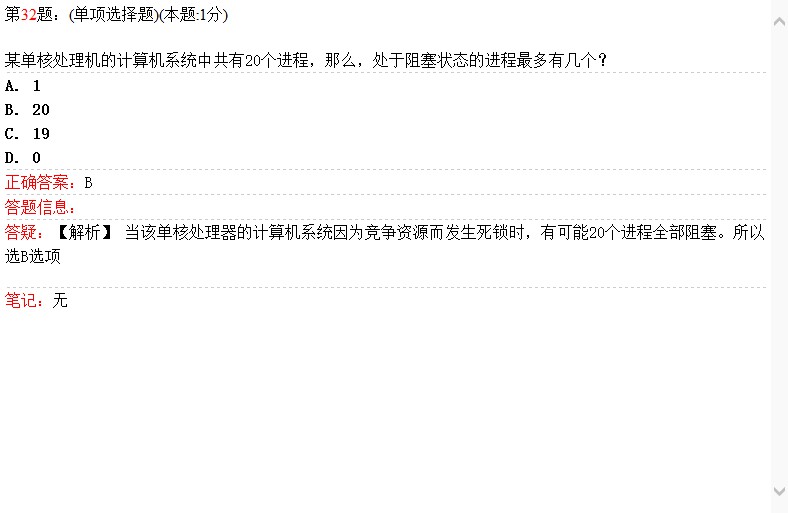 第32题：(单项选择题)(本题:1分)
某单核处理机的计算机系统中共有20个进程，那么，处于阻塞状态的进程最多有几个？
A. 1
B. 20
C. 19
D. 0
正确答案：B
答题信息：
答疑：【解析】 当该单核处理器的计算机系统因为竞争资源而发生死锁时，有可能20个进程全部阻塞。所以
选B选项
笔记：无